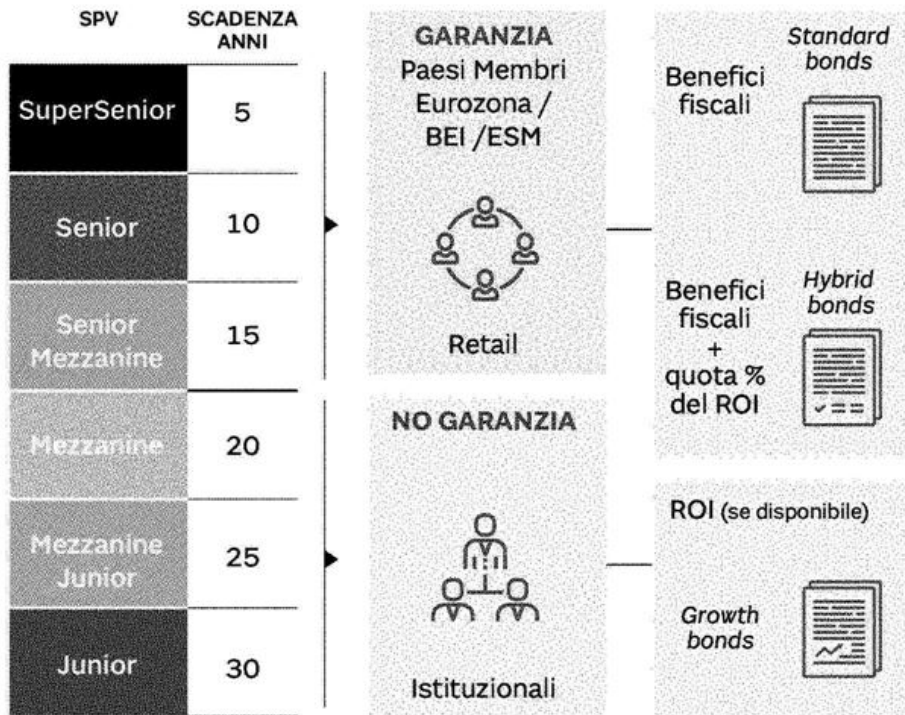 SPV
SCADENZA
ANNI
SuperSenior
5
Senior
10
Senior
Mezzanine
15
Mezzanine
20
Mezzanine
Junior
25
Junior
30
GARANZIA
Paesi Membri
Eurozona /
BEI /ESM
Retail
NO GARANZIA
Istituzionali
Benefici
fiscali
Standard
bonds
Benefici
fiscali
+
quota %
del ROI
Hybrid
bonds
ROI (se disponibile)
Growth
bonds